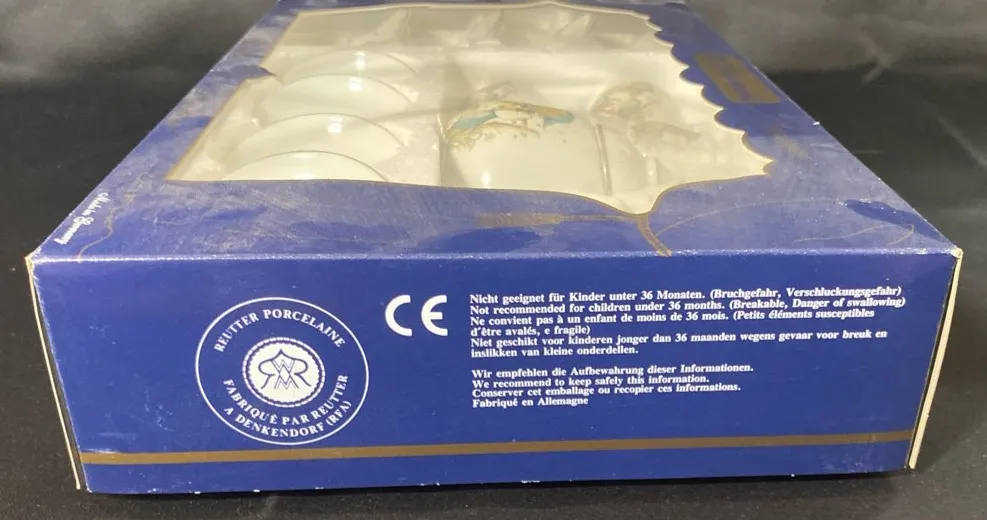 Made in Germany
REUTTER PORCELAINE
FABRIQUÉ PAR REUTTER
A DENKENDORF (RFA)
CE
Nicht geeignet für Kinder unter 36 Monaten. (Bruchgefahr, Verschluckungsgefahr)
Not recommended for children under 36 months. (Breakable, Danger of swallowing)
Ne convient pas à un enfant de moins de 36 mois. (Petits éléments susceptibles
d'être avalés, e fragile)
Niet geschikt voor kinderen jonger dan 36 maanden wegens gevaar voor breuk en
inslikken van kleine onderdellen.
Wir empfehlen die Aufbewahrung dieser Informationen.
We recommend to keep safely this information.
Conserver cet emballage ou recopier ces informations.
Fabriqué en Allemagne